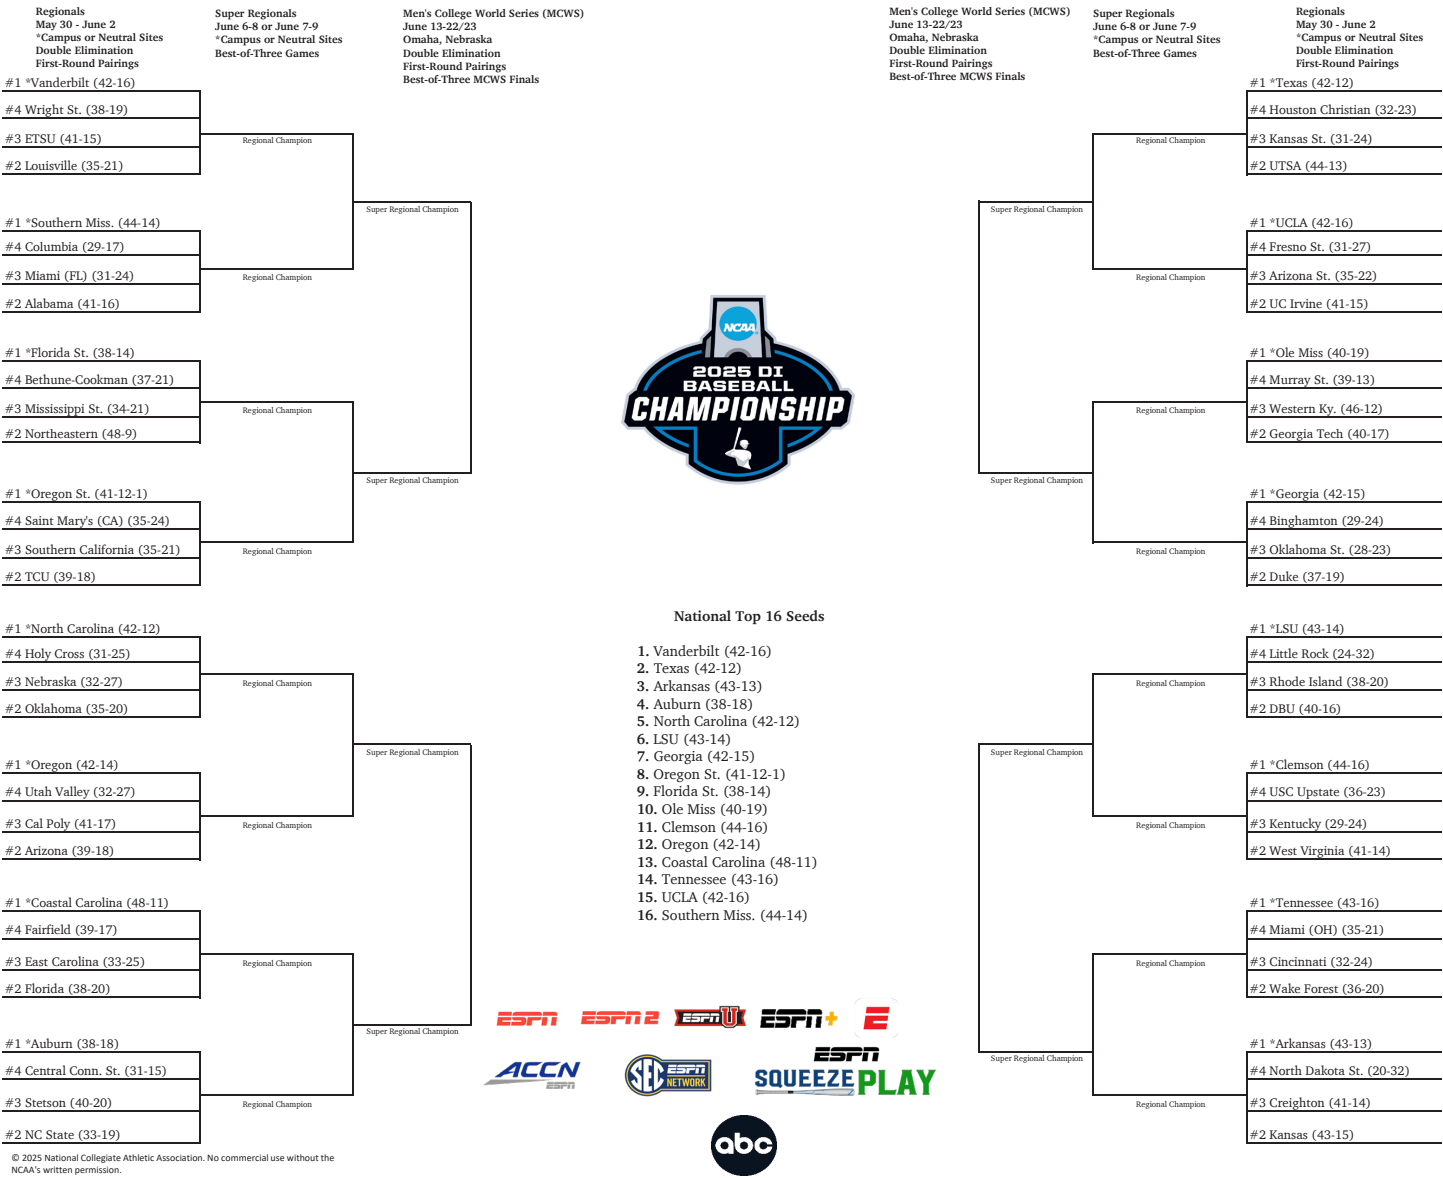 Regionals
May 30 - June 2
*Campus or Neutral Sites
Double Elimination
First-Round Pairings
Super Regionals
June 6-8 or June 7-9
*Campus or Neutral Sites
Best-of-Three Games
Men's College World Series (MCWS)
June 13-22/23
Omaha, Nebraska
Double Elimination
First-Round Pairings
Best-of-Three MCWS Finals
Men's College World Series (MCWS)
June 13-22/23
Omaha, Nebraska
Double Elimination
First-Round Pairings
Best-of-Three MCWS Finals
Super Regionals
June 6-8 or June 7-9
*Campus or Neutral Sites
Best-of-Three Games
Regionals
May 30 - June 2
*Campus or Neutral Sites
Double Elimination
First-Round Pairings
#1 *Vanderbilt (42-16)
#4 Wright St. (38-19)
#3 ETSU (41-15)
#2 Louisville (35-21)
Regional Champion
#1 *Southern Miss. (44-14)
#4 Columbia (29-17)
#3 Miami (FL) (31-24)
#2 Alabama (41-16)
Regional Champion
Super Regional Champion
#1 *Florida St. (38-14)
#4 Bethune-Cookman (37-21)
#3 Mississippi St. (34-21)
#2 Northeastern (48-9)
Regional Champion
#1 *Oregon St. (41-12-1)
#4 Saint Mary's (CA) (35-24)
#3 Southern California (35-21)
#2 TCU (39-18)
Regional Champion
Super Regional Champion
#1 *North Carolina (42-12)
#4 Holy Cross (31-25)
#3 Nebraska (32-27)
#2 Oklahoma (35-20)
Regional Champion
#1 *Oregon (42-14)
#4 Utah Valley (32-27)
#3 Cal Poly (41-17)
#2 Arizona (39-18)
Regional Champion
Super Regional Champion
#1 *Coastal Carolina (48-11)
#4 Fairfield (39-17)
#3 East Carolina (33-25)
#2 Florida (38-20)
Regional Champion
#1 *Auburn (38-18)
#4 Central Conn. St. (31-15)
#3 Stetson (40-20)
#2 NC State (33-19)
Regional Champion
Super Regional Champion
NCAA
2025 DI
BASEBALL
CHAMPIONSHIP
National Top 16 Seeds
1. Vanderbilt (42-16)
2. Texas (42-12)
3. Arkansas (43-13)
4. Auburn (38-18)
5. North Carolina (42-12)
6. LSU (43-14)
7. Georgia (42-15)
8. Oregon St. (41-12-1)
9. Florida St. (38-14)
10. Ole Miss (40-19)
11. Clemson (44-16)
12. Oregon (42-14)
13. Coastal Carolina (48-11)
14. Tennessee (43-16)
15. UCLA (42-16)
16. Southern Miss. (44-14)
ESPN
ESPN 2
ESPN U
ESPN+
E
ACCN
ESPN
SEC ESPN
NETWORK
ESPN
SQUEEZE PLAY
abc
#1 *Texas (42-12)
#4 Houston Christian (32-23)
#3 Kansas St. (31-24)
#2 UTSA (44-13)
Regional Champion
#1 *UCLA (42-16)
#4 Fresno St. (31-27)
#3 Arizona St. (35-22)
#2 UC Irvine (41-15)
Regional Champion
Super Regional Champion
#1 *Ole Miss (40-19)
#4 Murray St. (39-13)
#3 Western Ky. (46-12)
#2 Georgia Tech (40-17)
Regional Champion
#1 *Georgia (42-15)
#4 Binghamton (29-24)
#3 Oklahoma St. (28-23)
#2 Duke (37-19)
Regional Champion
Super Regional Champion
#1 *LSU (43-14)
#4 Little Rock (24-32)
#3 Rhode Island (38-20)
#2 DBU (40-16)
Regional Champion
#1 *Clemson (44-16)
#4 USC Upstate (36-23)
#3 Kentucky (29-24)
#2 West Virginia (41-14)
Regional Champion
Super Regional Champion
#1 *Tennessee (43-16)
#4 Miami (OH) (35-21)
#3 Cincinnati (32-24)
#2 Wake Forest (36-20)
Regional Champion
#1 *Arkansas (43-13)
#4 North Dakota St. (20-32)
#3 Creighton (41-14)
#2 Kansas (43-15)
Regional Champion
Super Regional Champion
© 2025 National Collegiate Athletic Association. No commercial use without the
NCAA's written permission.